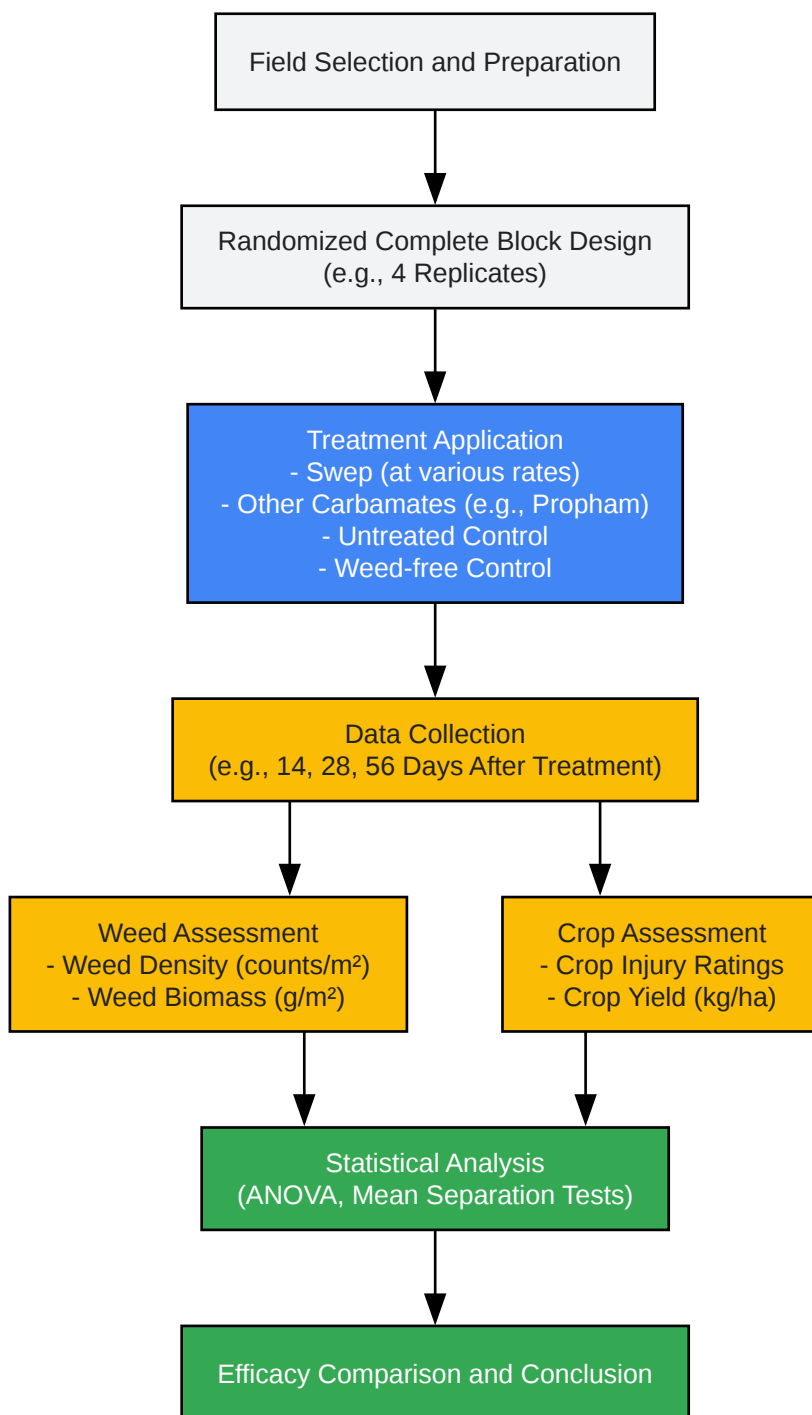 Field Selection and Preparation
Randomized Complete Block Design
(e.g., 4 Replicates)
Treatment Application
- Swep (at various rates)
- Other Carbamates (e.g., Propham)
- Untreated Control
- Weed-free Control
Data Collection
(e.g., 14, 28, 56 Days After Treatment)
Weed Assessment
- Weed Density (counts/m²)
- Weed Biomass (g/m²)
Crop Assessment
- Crop Injury Ratings
- Crop Yield (kg/ha)
Statistical Analysis
(ANOVA, Mean Separation Tests)
Efficacy Comparison and Conclusion